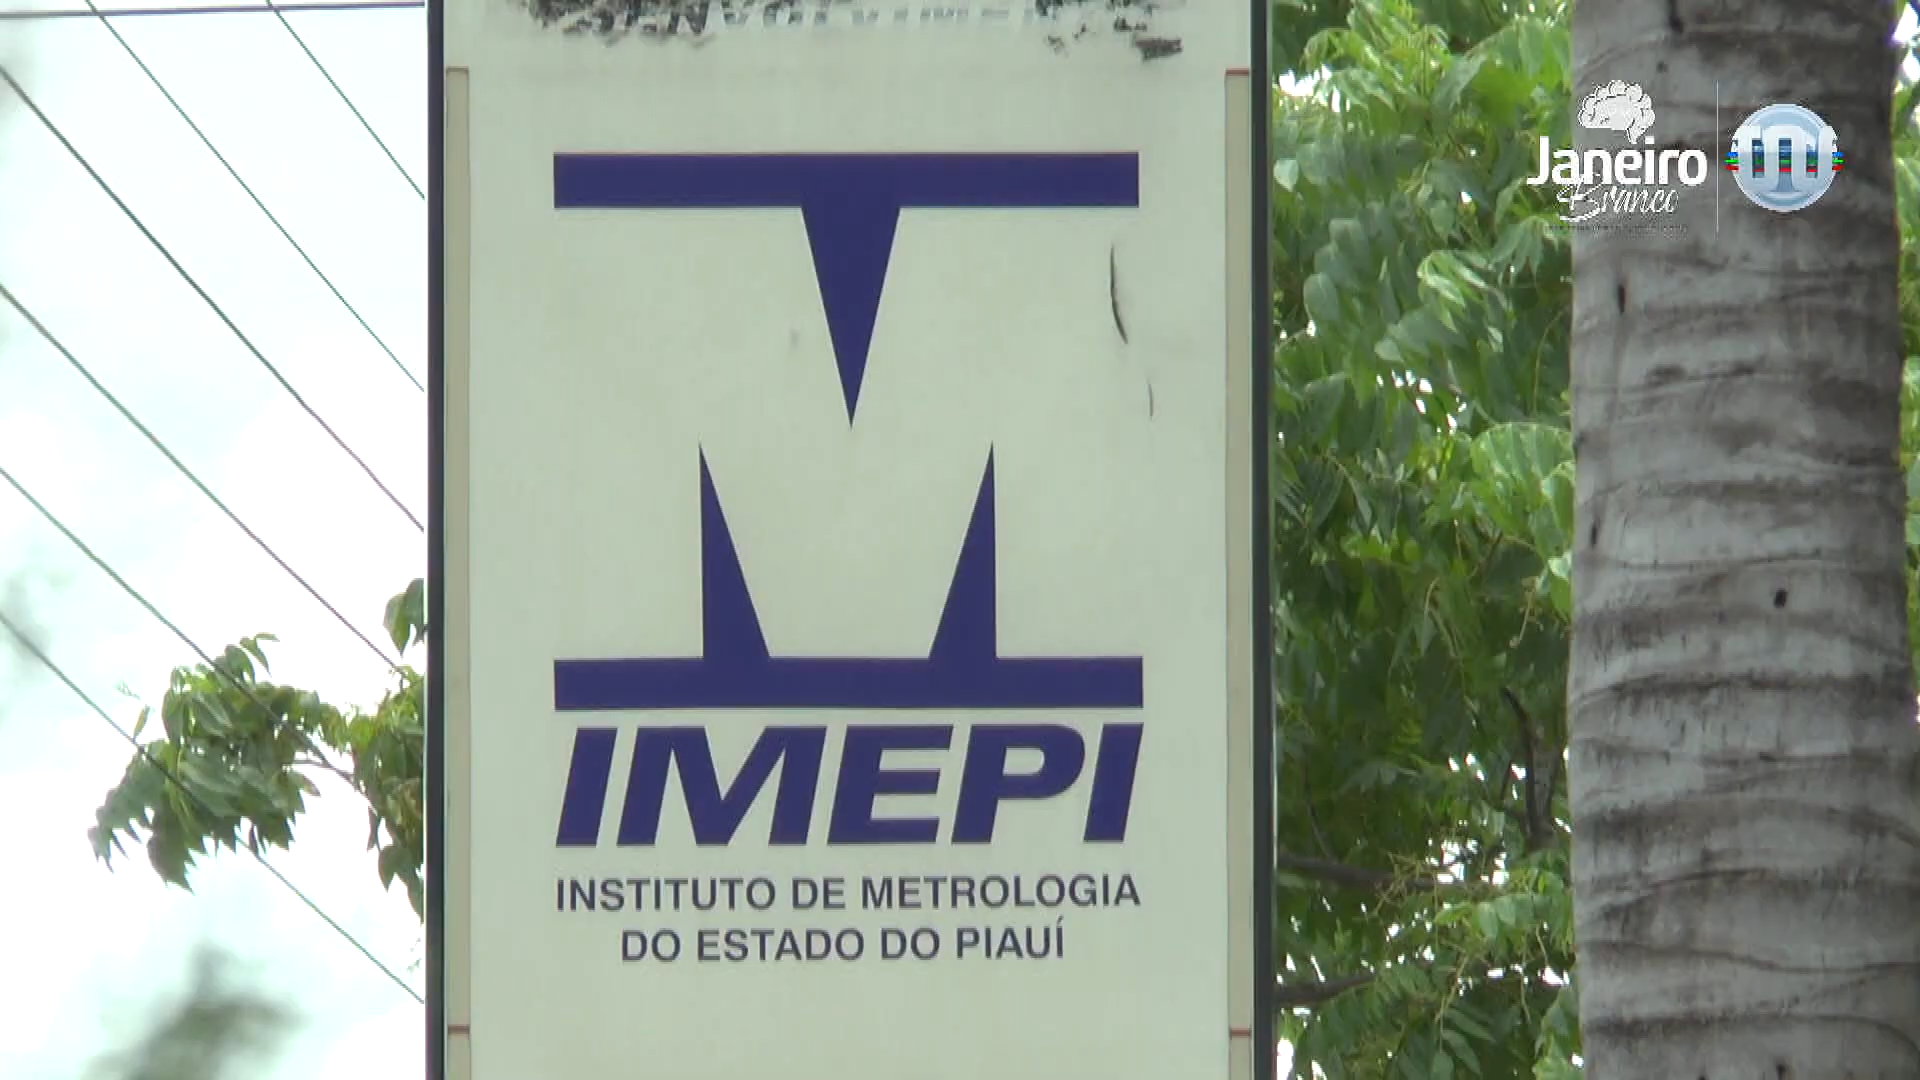 Janeiro
Branco
IMEPI
INSTITUTO DE METROLOGIA
DO ESTADO DO PIAUÍ